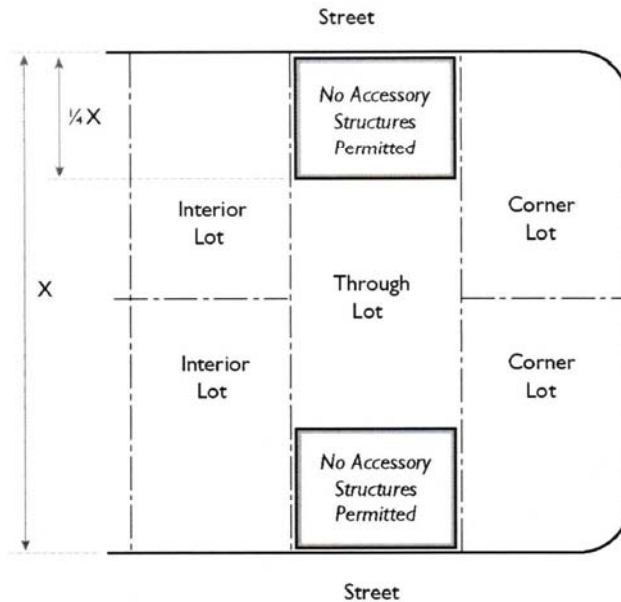 Street
No Accessory
Structures
Permitted
¼ X
Interior
Lot
Corner
Lot
X
Through
Lot
Interior
Lot
Corner
Lot
No Accessory
Structures
Permitted
Street